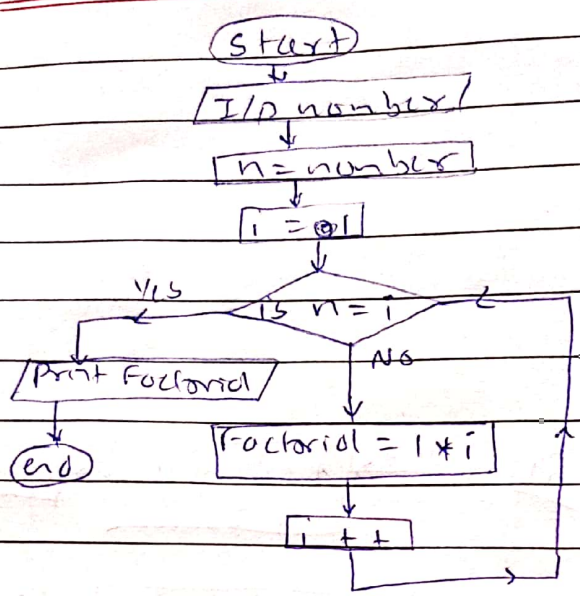 Start
I/P number
n = number
i = 1
is n = i
Yes
No
Print Factorial
Factorial = 1 * i
end
i + +